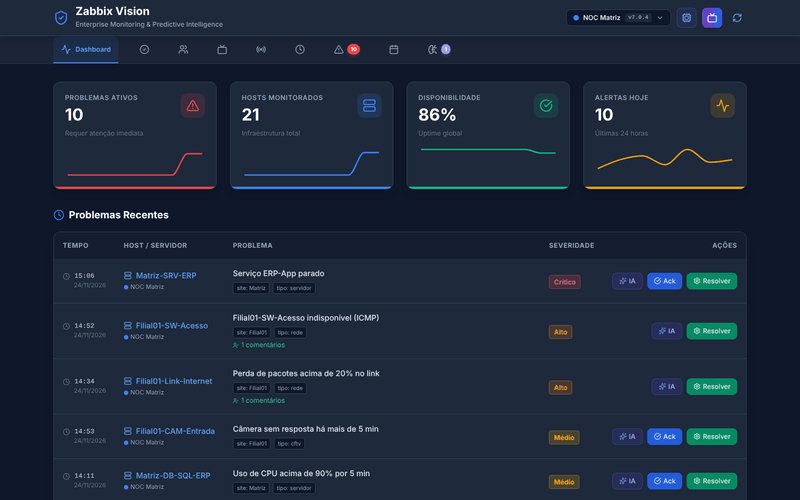 Zabbix Vision
Enterprise Monitoring & Predictive Intelligence
NOC Matriz v7.0.4
Dashboard
10
1
PROBLEMAS ATIVOS
10
Requer atenção imediata
HOSTS MONITORADOS
21
Infraestrutura total
DISPONIBILIDADE
86%
Uptime global
ALERTAS HOJE
10
Últimas 24 horas
Problemas Recentes
TEMPO HOST / SERVIDOR PROBLEMA SEVERIDADE AÇÕES
15:06
24/11/2026
Matriz-SRV-ERP
NOC Matriz
Serviço ERP-App parado
site: Matriz tipo: servidor
Crítico
IA Ack Resolver
14:52
24/11/2026
Filial01-SW-Acesso
NOC Matriz
Filial01-SW-Acesso indisponível (ICMP)
site: Filial01 tipo: rede
1 comentários
Alto
IA Resolver
14:34
24/11/2026
Filial01-Link-Internet
NOC Matriz
Perda de pacotes acima de 20% no link
site: Filial01 tipo: rede
1 comentários
Alto
IA Resolver
14:53
24/11/2026
Filial01-CAM-Entrada
NOC Matriz
Câmera sem resposta há mais de 5 min
site: Filial01 tipo: cftv
Médio
IA Ack Resolver
14:11
24/11/2026
Matriz-DB-SQL-ERP
NOC Matriz
Uso de CPU acima de 90% por 5 min
site: Matriz tipo: servidor
Médio
IA Ack Resolver